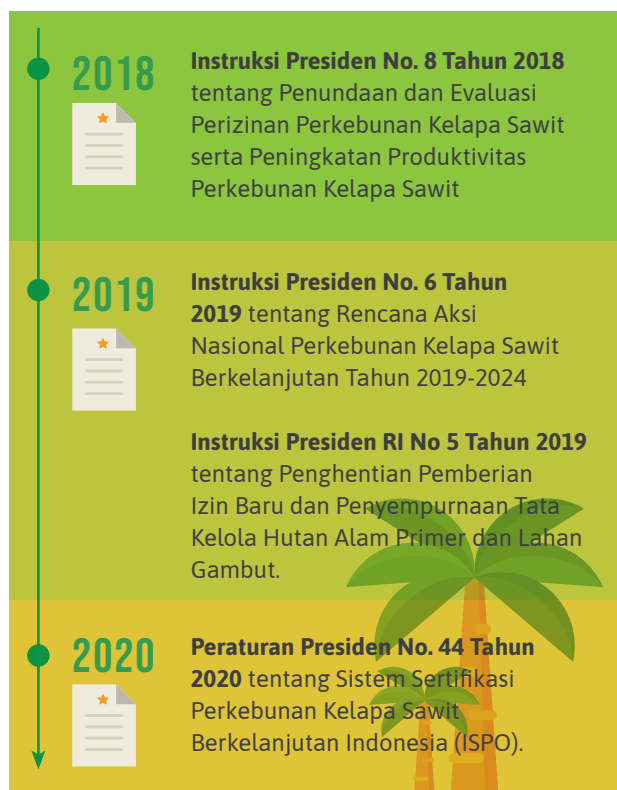 2018
Instruksi Presiden No. 8 Tahun 2018
tentang Penundaan dan Evaluasi
Perizinan Perkebunan Kelapa Sawit
serta Peningkatan Produktivitas
Perkebunan Kelapa Sawit
2019
Instruksi Presiden No. 6 Tahun
2019 tentang Rencana Aksi
Nasional Perkebunan Kelapa Sawit
Berkelanjutan Tahun 2019-2024
Instruksi Presiden RI No 5 Tahun 2019
tentang Penghentian Pemberian
Izin Baru dan Penyempurnaan Tata
Kelola Hutan Alam Primer dan Lahan
Gambut.
2020
Peraturan Presiden No. 44 Tahun
2020 tentang Sistem Sertifikasi
Perkebunan Kelapa Sawit
Berkelanjutan Indonesia (ISPO).